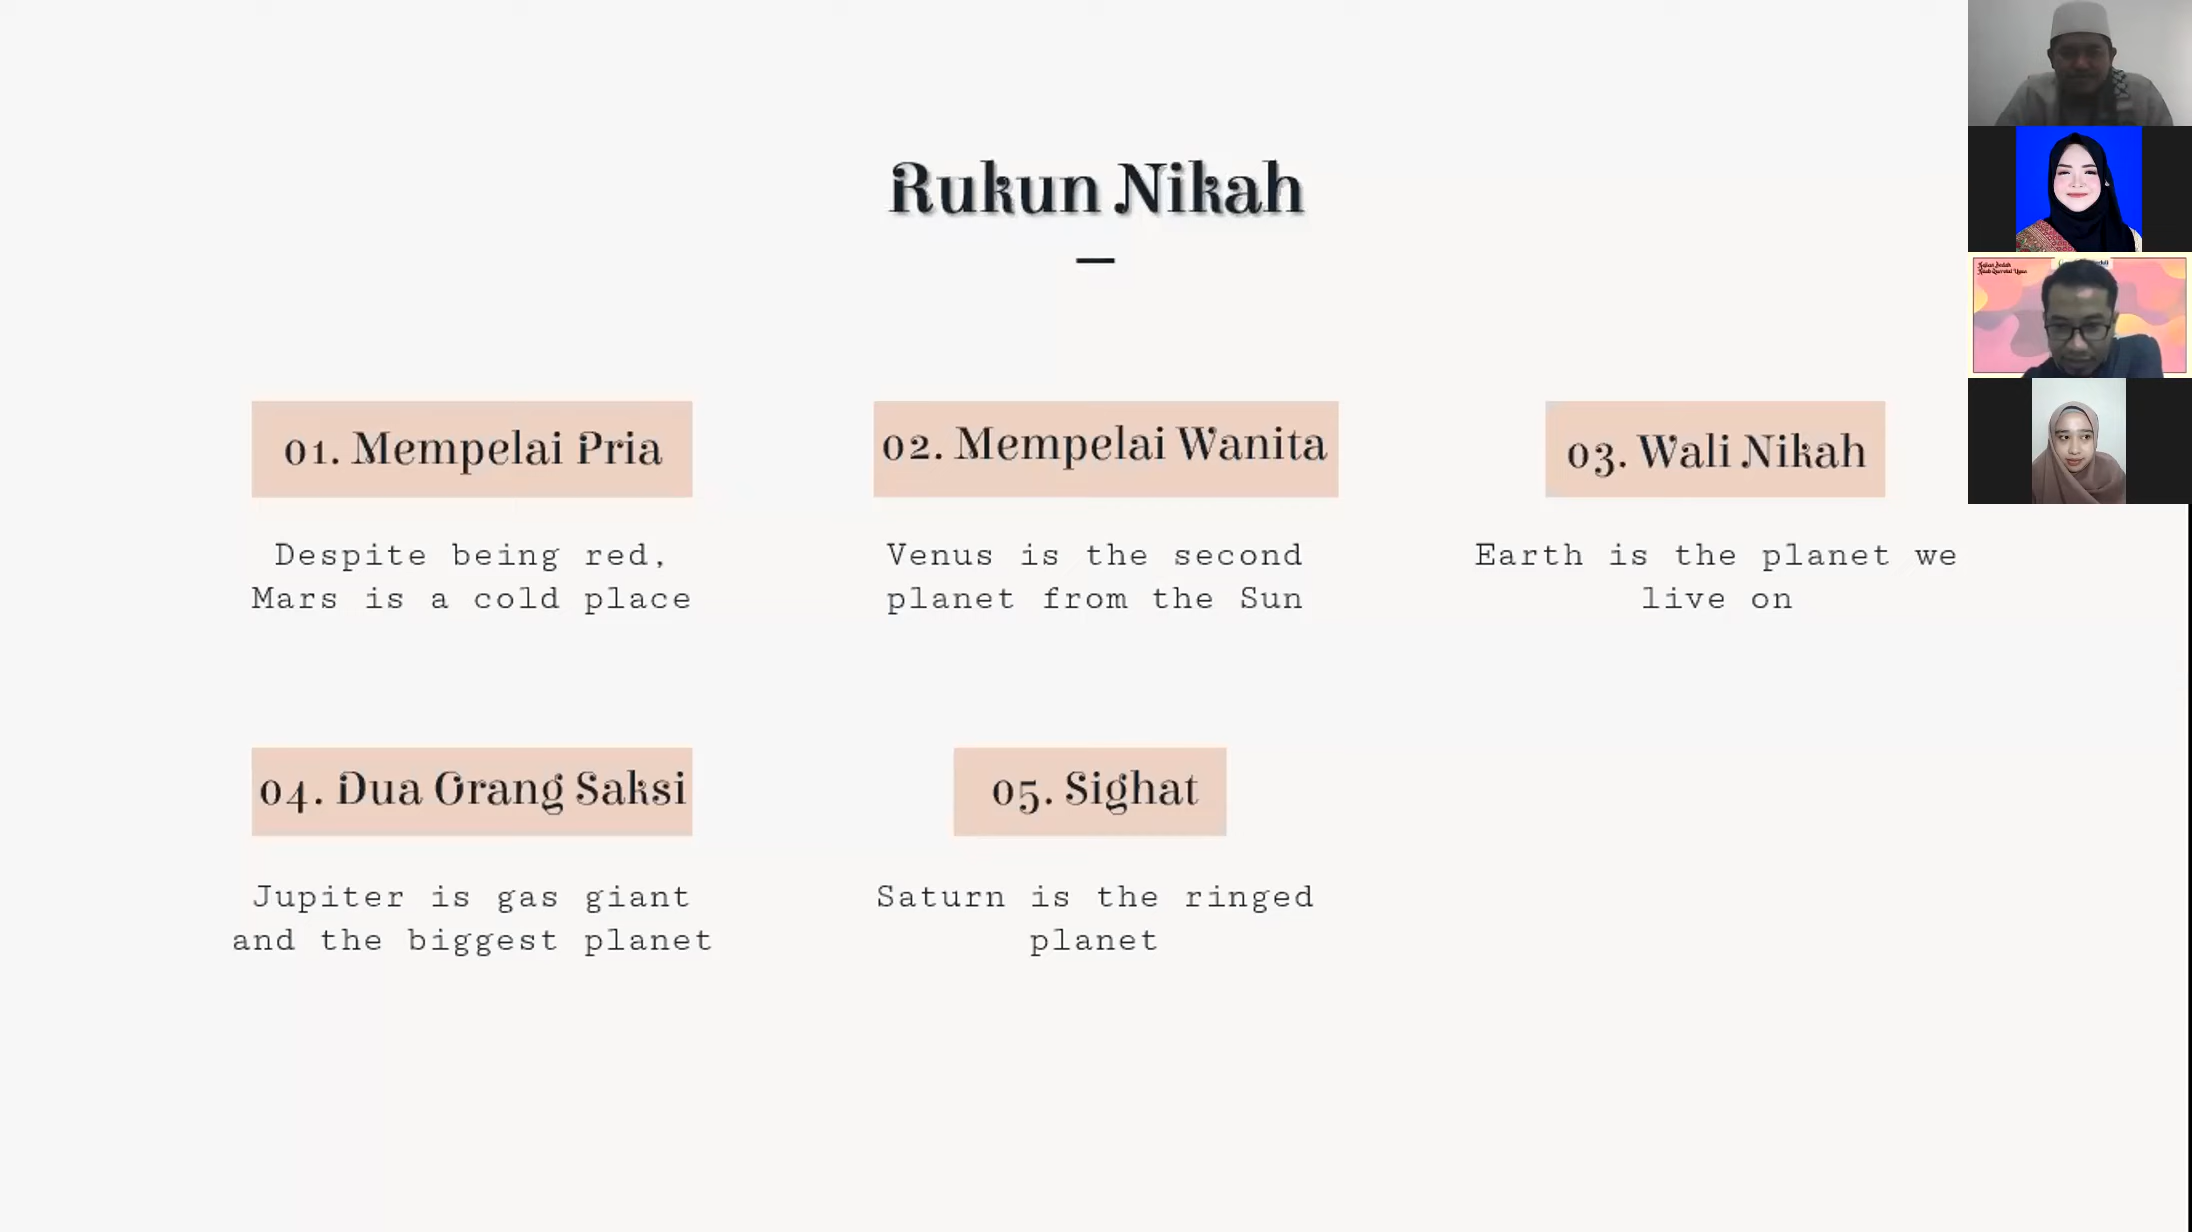 Rukun Nikah
01. Mempelai Pria
Despite being red,
Mars is a cold place
02. Mempelai Wanita
Venus is the second
planet from the Sun
03. Wali Nikah
Earth is the planet we
live on
04. Dua Orang Saksi
Jupiter is gas giant
and the biggest planet
05. Sighat
Saturn is the ringed
planet